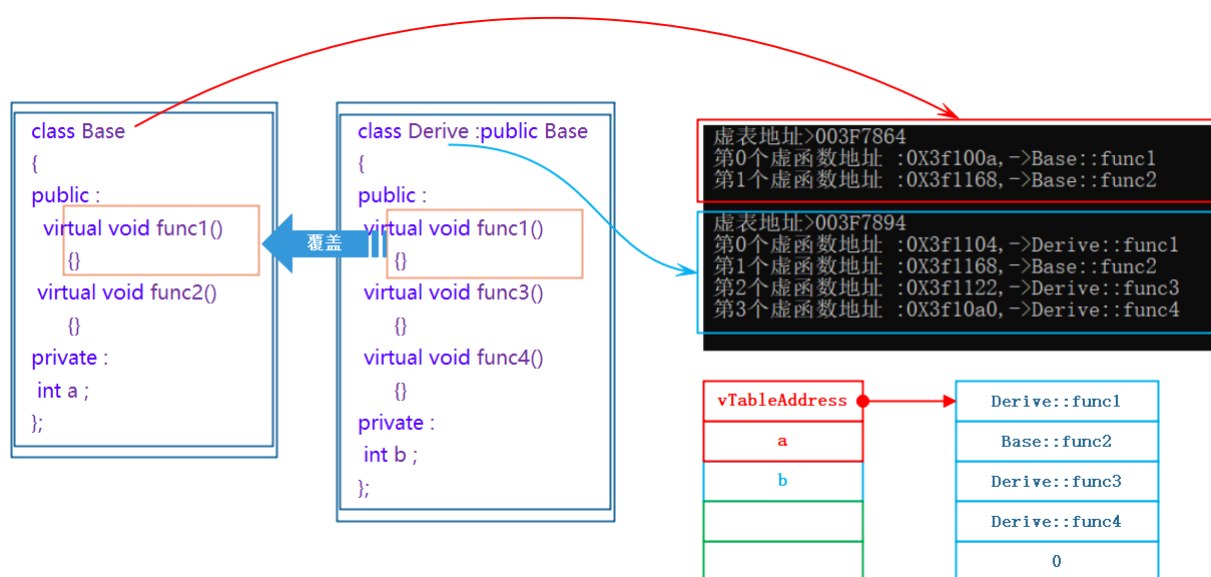 class Base
{
public :
virtual void func1()
{}
virtual void func2()
{}
private :
int a ;
};
覆盖
class Derive :public Base
{
public :
virtual void func1()
{}
virtual void func3()
{}
virtual void func4()
{}
private :
int b ;
};
虚表地址>003F7864
第0个虚函数地址 :0X3f100a,->Base::func1
第1个虚函数地址 :0X3f1168,->Base::func2
虚表地址>003F7894
第0个虚函数地址 :0X3f1104,->Derive::func1
第1个虚函数地址 :0X3f1168,->Base::func2
第2个虚函数地址 :0X3f1122,->Derive::func3
第3个虚函数地址 :0X3f10a0,->Derive::func4
vTableAddress
a
b
Derive::func1
Base::func2
Derive::func3
Derive::func4
0